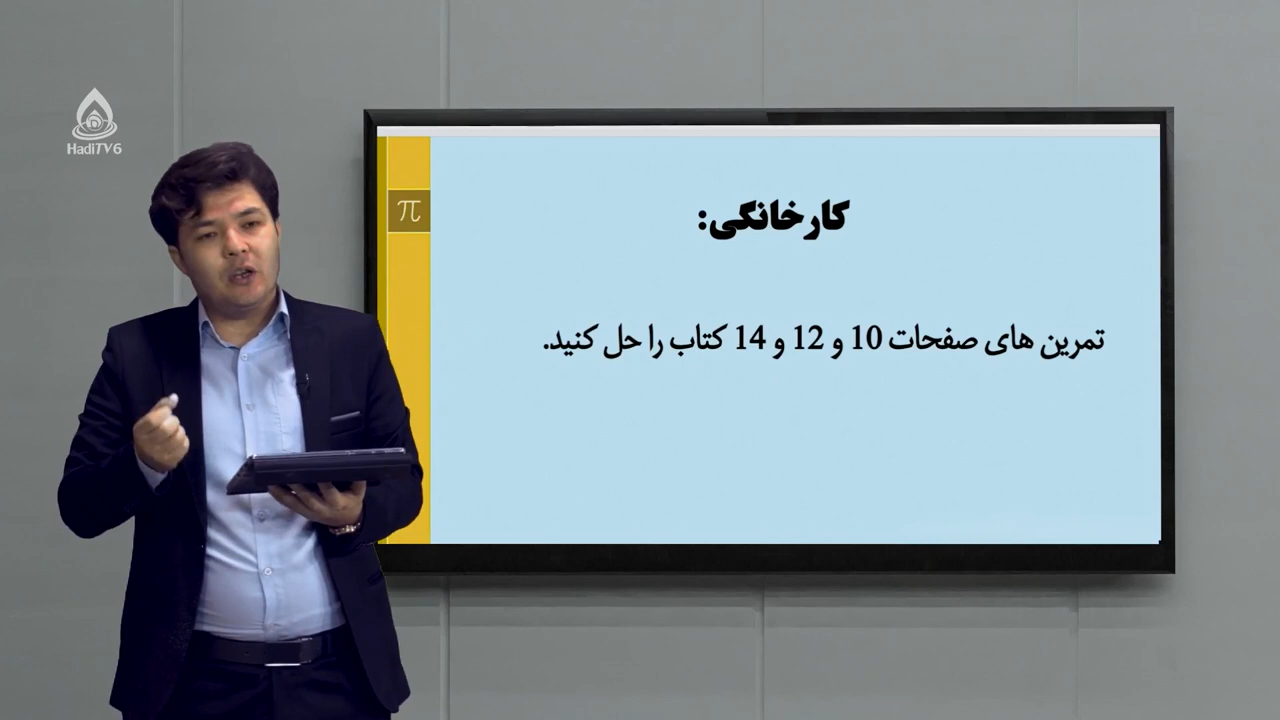 HadiTV6
π
کارخانگی:
تمرین های صفحات 10 و 12 و 14 کتاب را حل کنید.